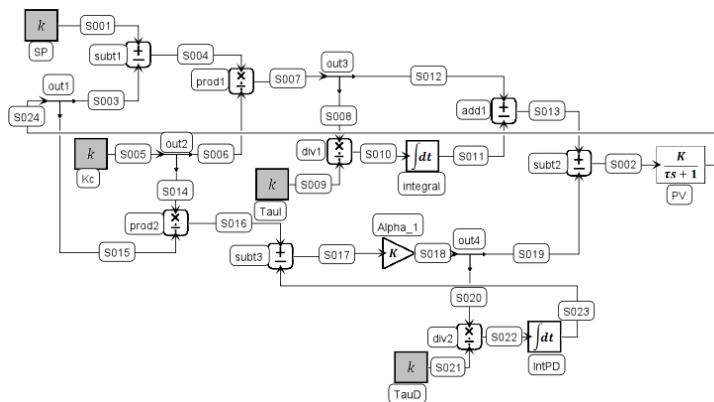 k
S001
SP
subt1
S004
prod1
S007
out3
S012
out1
S024
S003
S008
add1
S013
out2
k
S005
S006
Kc
div1
S010
∫dt
S011
integral
k
S009
TauI
subt2
S002
K
τs + 1
PV
S014
prod2
S016
S015
subt3
S017
Alpha_1
K
S018
out4
S019
S020
S023
div2
S022
∫dt
IntPD
k
S021
TauD